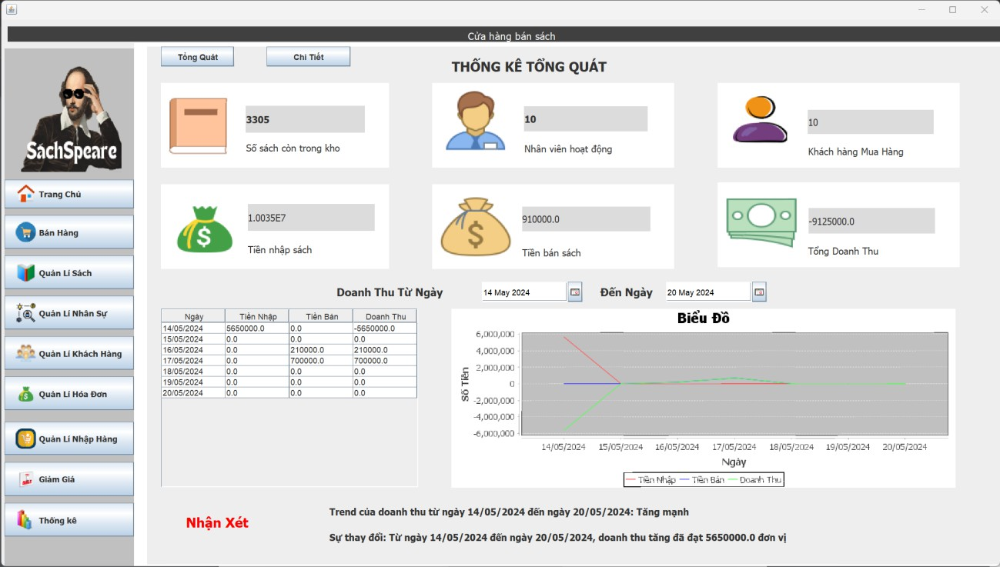 Cửa hàng bán sách
SáchSpeare
Trang Chủ
Bán Hàng
Quản Lí Sách
Quản Lí Nhân Sự
Quản Lí Khách Hàng
Quản Lí Hóa Đơn
Quản Lí Nhập Hàng
Giảm Giá
Thống kê
Tổng Quát Chi Tiết
THỐNG KÊ TỔNG QUÁT
3305
Số sách còn trong kho
10
Nhân viên hoạt động
10
Khách hàng Mua Hàng
1.0035E7
Tiền nhập sách
910000.0
Tiền bán sách
-9125000.0
Tổng Doanh Thu
Doanh Thu Từ Ngày 14 May 2024 Đến Ngày 20 May 2024
Ngày Tiền Nhập Tiền Bán Doanh Thu
14/05/2024 5650000.0 0.0 -5650000.0
15/05/2024 0.0 0.0 0.0
16/05/2024 0.0 210000.0 210000.0
17/05/2024 0.0 700000.0 700000.0
18/05/2024 0.0 0.0 0.0
19/05/2024 0.0 0.0 0.0
20/05/2024 0.0 0.0 0.0
Biểu Đồ
Số Tiền
6,000,000
4,000,000
2,000,000
0
-2,000,000
-4,000,000
-6,000,000
14/05/2024 15/05/2024 16/05/2024 17/05/2024 18/05/2024 19/05/2024 20/05/2024
Ngày
Tiền Nhập Tiền Bán Doanh Thu
Nhận Xét
Trend của doanh thu từ ngày 14/05/2024 đến ngày 20/05/2024: Tăng mạnh
Sự thay đổi: Từ ngày 14/05/2024 đến ngày 20/05/2024, doanh thu tăng đã đạt 5650000.0 đơn vị